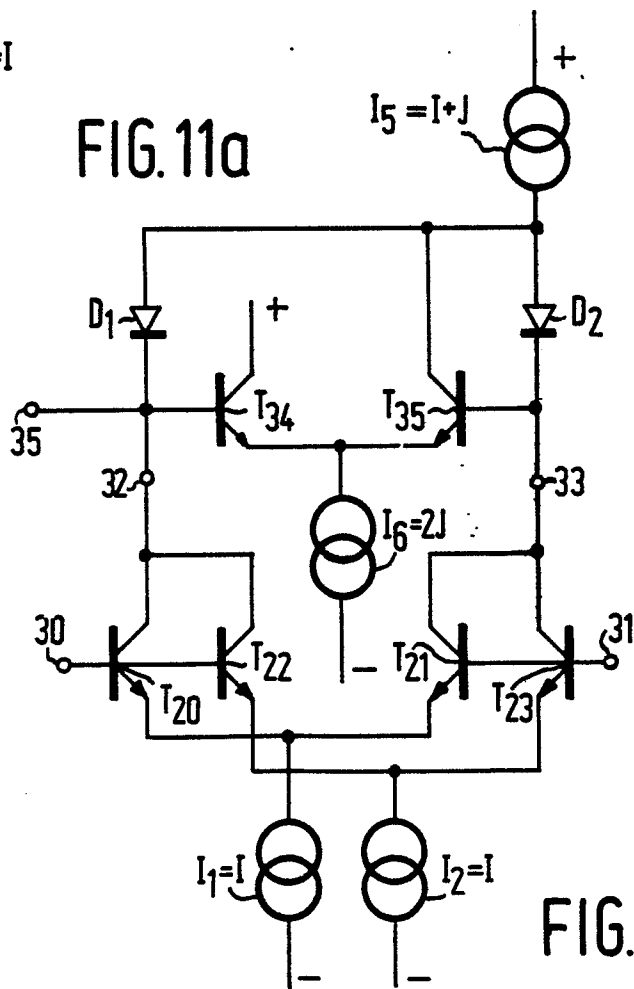 =I
FIG. 11a
I5 = I+J
+
D1
+
D2
T34
T35
35
32
33
I6=2J
30
31
T22
T21
T20
T23
−
I1=I
I2=I
FIG.
−
−